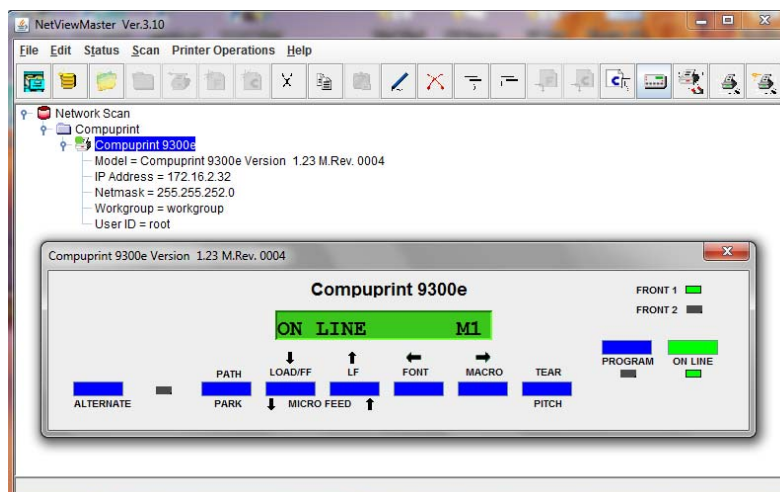 NetViewMaster Ver.3.10
File Edit Status Scan Printer Operations Help
Network Scan
Compuprint
Compuprint 9300e
Model = Compuprint 9300e Version 1.23 M.Rev. 0004
IP Address = 172.16.2.32
Netmask = 255.255.252.0
Workgroup = workgroup
User ID = root
Compuprint 9300e Version 1.23 M.Rev. 0004
Compuprint 9300e
FRONT 1
FRONT 2
ON LINE M1
PROGRAM ON LINE
PATH LOAD/FF LF FONT MACRO TEAR
ALTERNATE PARK MICRO FEED PITCH